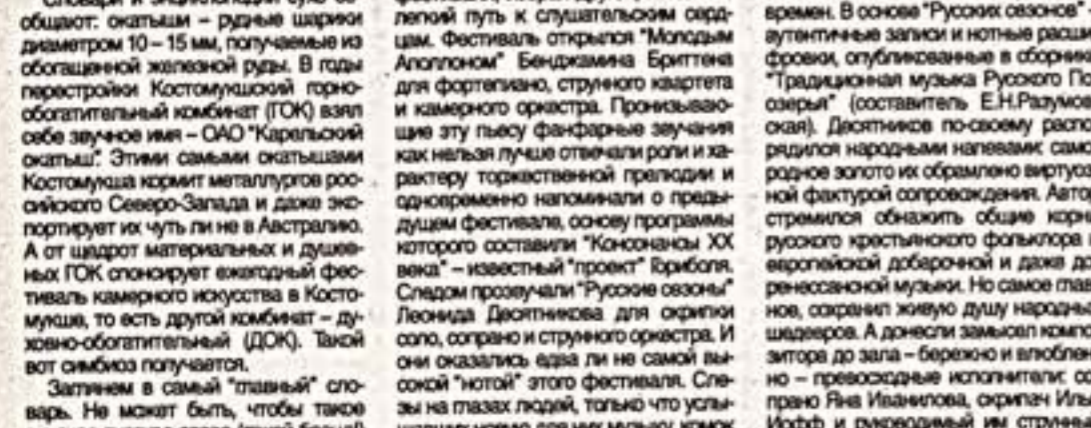 общают: окатыши – рудные шарики
диаметром 10 – 15 мм, получаемые из
обогащенной железной руды. В годы
перестройки Костомукшский горно-
обогатительный комбинат (ГОК) взял
себе звучное имя – ОАО "Карельский
окатыш". Этими самыми окатышами
Костомукша кормит металлургов рос-
сийского Северо-Запада и даже экс-
портирует их чуть ли не в Австралию.
А от щедрот материальных и душев-
ных ГОК спонсирует ежегодный фес-
тиваль камерного искусства в Косто-
мукше, то есть другой комбинат – ду-
ховно-обогатительный (ДОК). Такой
вот симбиоз получается.
Заглянем в самый "главный" сло-
варь. Не может быть, чтобы такое
легкий путь к слушательским серд-
цам. Фестиваль открылся "Молодым
Аполлоном" Бенджамина Бриттена
для фортепиано, струнного квартета
и камерного оркестра. Пронизываю-
щие эту пьесу фанфарные звучания
как нельзя лучше отвечали роли и ха-
рактеру торжественной прелюдии и
одновременно напоминали о преды-
дущем фестивале, основу программы
которого составили "Консонансы XX
века" – известный "проект" Гориболя.
Следом прозвучали "Русские сезоны"
Леонида Десятникова для скрипки
соло, сопрано и струнного оркестра. И
они оказались едва ли не самой вы-
сокой "нотой" этого фестиваля. Сле-
зы на глазах людей, только что услы-
времен. В основе "Русских сезонов" –
аутентичные записи и нотные расши
фровки, опубликованные в сборнике
"Традиционная музыка Русского По
озерья" (составитель Е.Н.Разумов
ская). Десятников по-своему распо
рядился народными напевами: само
родное золото их обрамлено виртуоз
ной фактурой сопровождения. Авто
стремился обнажить общие корн
русского крестьянского фольклора
европейской добарочной и даже до
ренессансной музыки. Но самое глав
ное, сохранил живую душу народны
шедевров. А донесли замысел компо
зитора до зала – бережно и влюблен
но – превосходные исполнители: со
прано Яна Иванилова, скрипач Иль
Иофф и руководимый им струнны